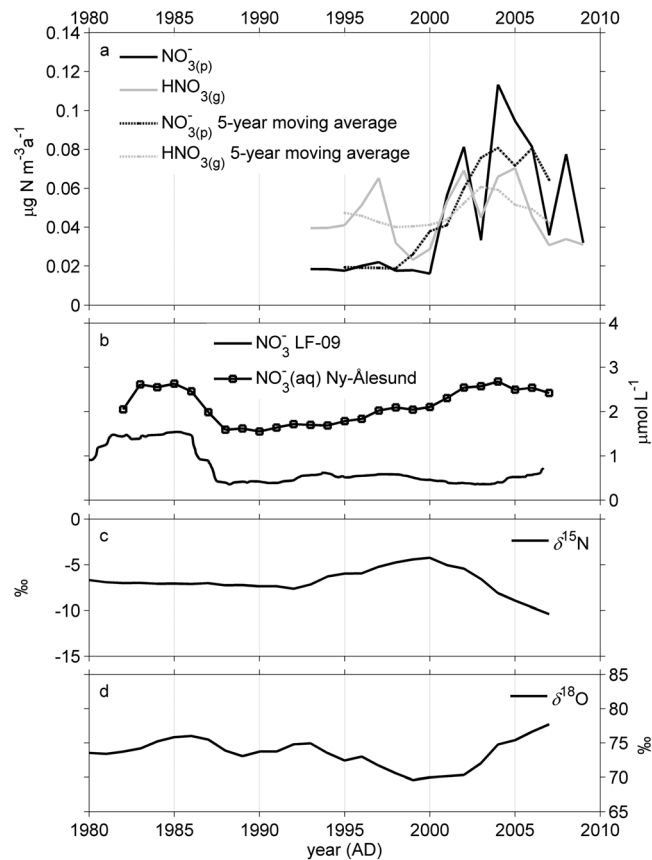 1980 1985 1990 1995 2000 2005 2010
0.14
0.12
0.1
0.08
0.06
0.04
0.02
0
µg N m⁻³a⁻¹
a
NO₃⁻(p)
HNO₃(g)
NO₃⁻(p) 5-year moving average
HNO₃(g) 5-year moving average
b
NO₃⁻ LF-09
NO₃⁻(aq) Ny-Ålesund
4
3
2
1
0
µmol L⁻¹
c
0
-5
-10
-15
‰
δ¹⁵N
d
δ¹⁸O
85
80
75
70
65
‰
1980 1985 1990 1995 2000 2005 2010
year (AD)